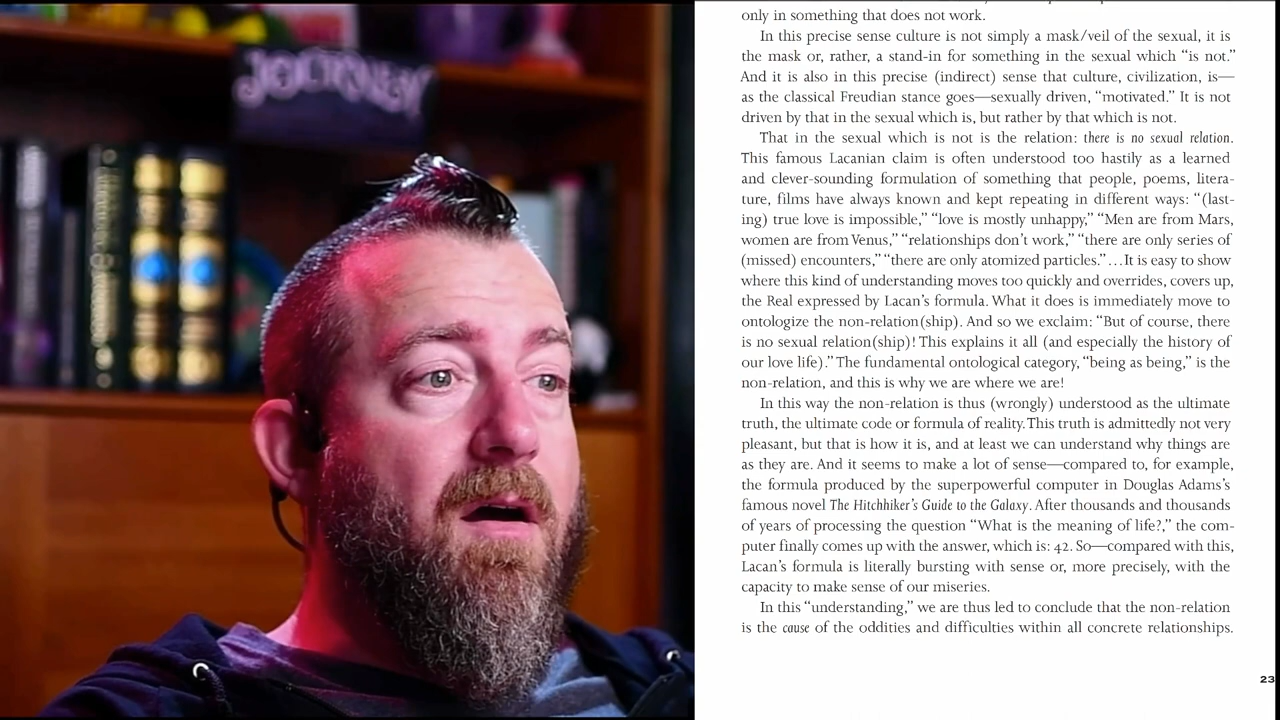 JOURNEY
only in something that does not work.
In this precise sense culture is not simply a mask/veil of the sexual, it is
the mask or, rather, a stand-in for something in the sexual which “is not.”
And it is also in this precise (indirect) sense that culture, civilization, is—
as the classical Freudian stance goes—sexually driven, “motivated.” It is not
driven by that in the sexual which is, but rather by that which is not.
That in the sexual which is not is the relation: there is no sexual relation.
This famous Lacanian claim is often understood too hastily as a learned
and clever-sounding formulation of something that people, poems, litera-
ture, films have always known and kept repeating in different ways: “(last-
ing) true love is impossible,” “love is mostly unhappy,” “Men are from Mars,
women are from Venus,” “relationships don’t work,” “there are only series of
(missed) encounters,” “there are only atomized particles.”…It is easy to show
where this kind of understanding moves too quickly and overrides, covers up,
the Real expressed by Lacan’s formula. What it does is immediately move to
ontologize the non-relation(ship). And so we exclaim: “But of course, there
is no sexual relation(ship)! This explains it all (and especially the history of
our love life).” The fundamental ontological category, “being as being,” is the
non-relation, and this is why we are where we are!
In this way the non-relation is thus (wrongly) understood as the ultimate
truth, the ultimate code or formula of reality. This truth is admittedly not very
pleasant, but that is how it is, and at least we can understand why things are
as they are. And it seems to make a lot of sense—compared to, for example,
the formula produced by the superpowerful computer in Douglas Adams’s
famous novel The Hitchhiker’s Guide to the Galaxy. After thousands and thousands
of years of processing the question “What is the meaning of life?,” the com-
puter finally comes up with the answer, which is: 42. So—compared with this,
Lacan’s formula is literally bursting with sense or, more precisely, with the
capacity to make sense of our miseries.
In this “understanding,” we are thus led to conclude that the non-relation
is the cause of the oddities and difficulties within all concrete relationships.
23